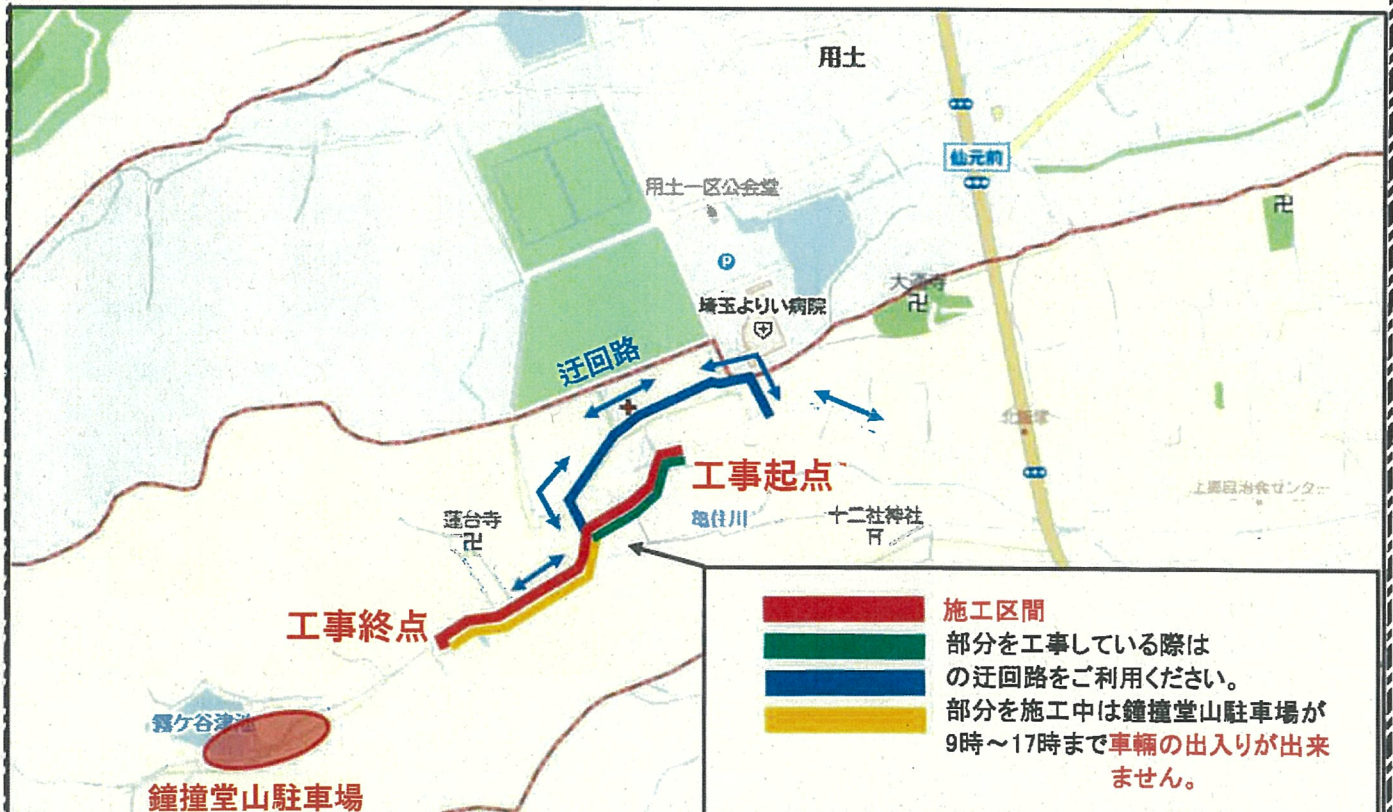 用土
仙元前
用土一区公会堂
P
埼玉よりい病院
迂回路
工事起点
亀住川
十二社神社
蓮台寺
工事終点
施工区間
部分を工事している際は
の迂回路をご利用ください。
部分を施工中は鐘撞堂山駐車場が
9時～17時まで車輛の出入りが出来
ません。
鐘撞堂山駐車場